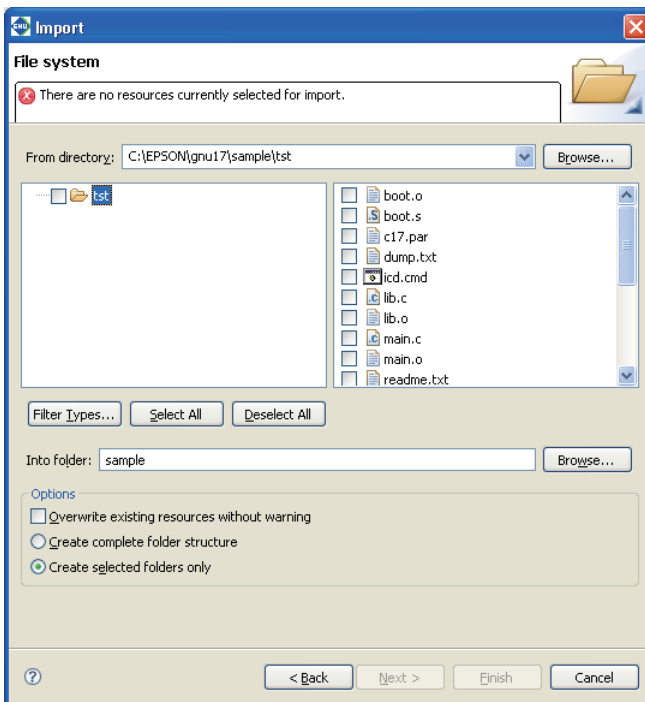 GNU Import
File system
There are no resources currently selected for import.
From directory: C:\EPSON\gnu17\sample\tst Browse...
tst
boot.o
.S boot.s
c17.par
dump.txt
icd.cmd
.c lib.c
lib.o
.c main.c
main.o
readme.txt
Filter Types... Select All Deselect All
Into folder: sample Browse...
Options
Overwrite existing resources without warning
Create complete folder structure
Create selected folders only
? < Back Next > Finish Cancel